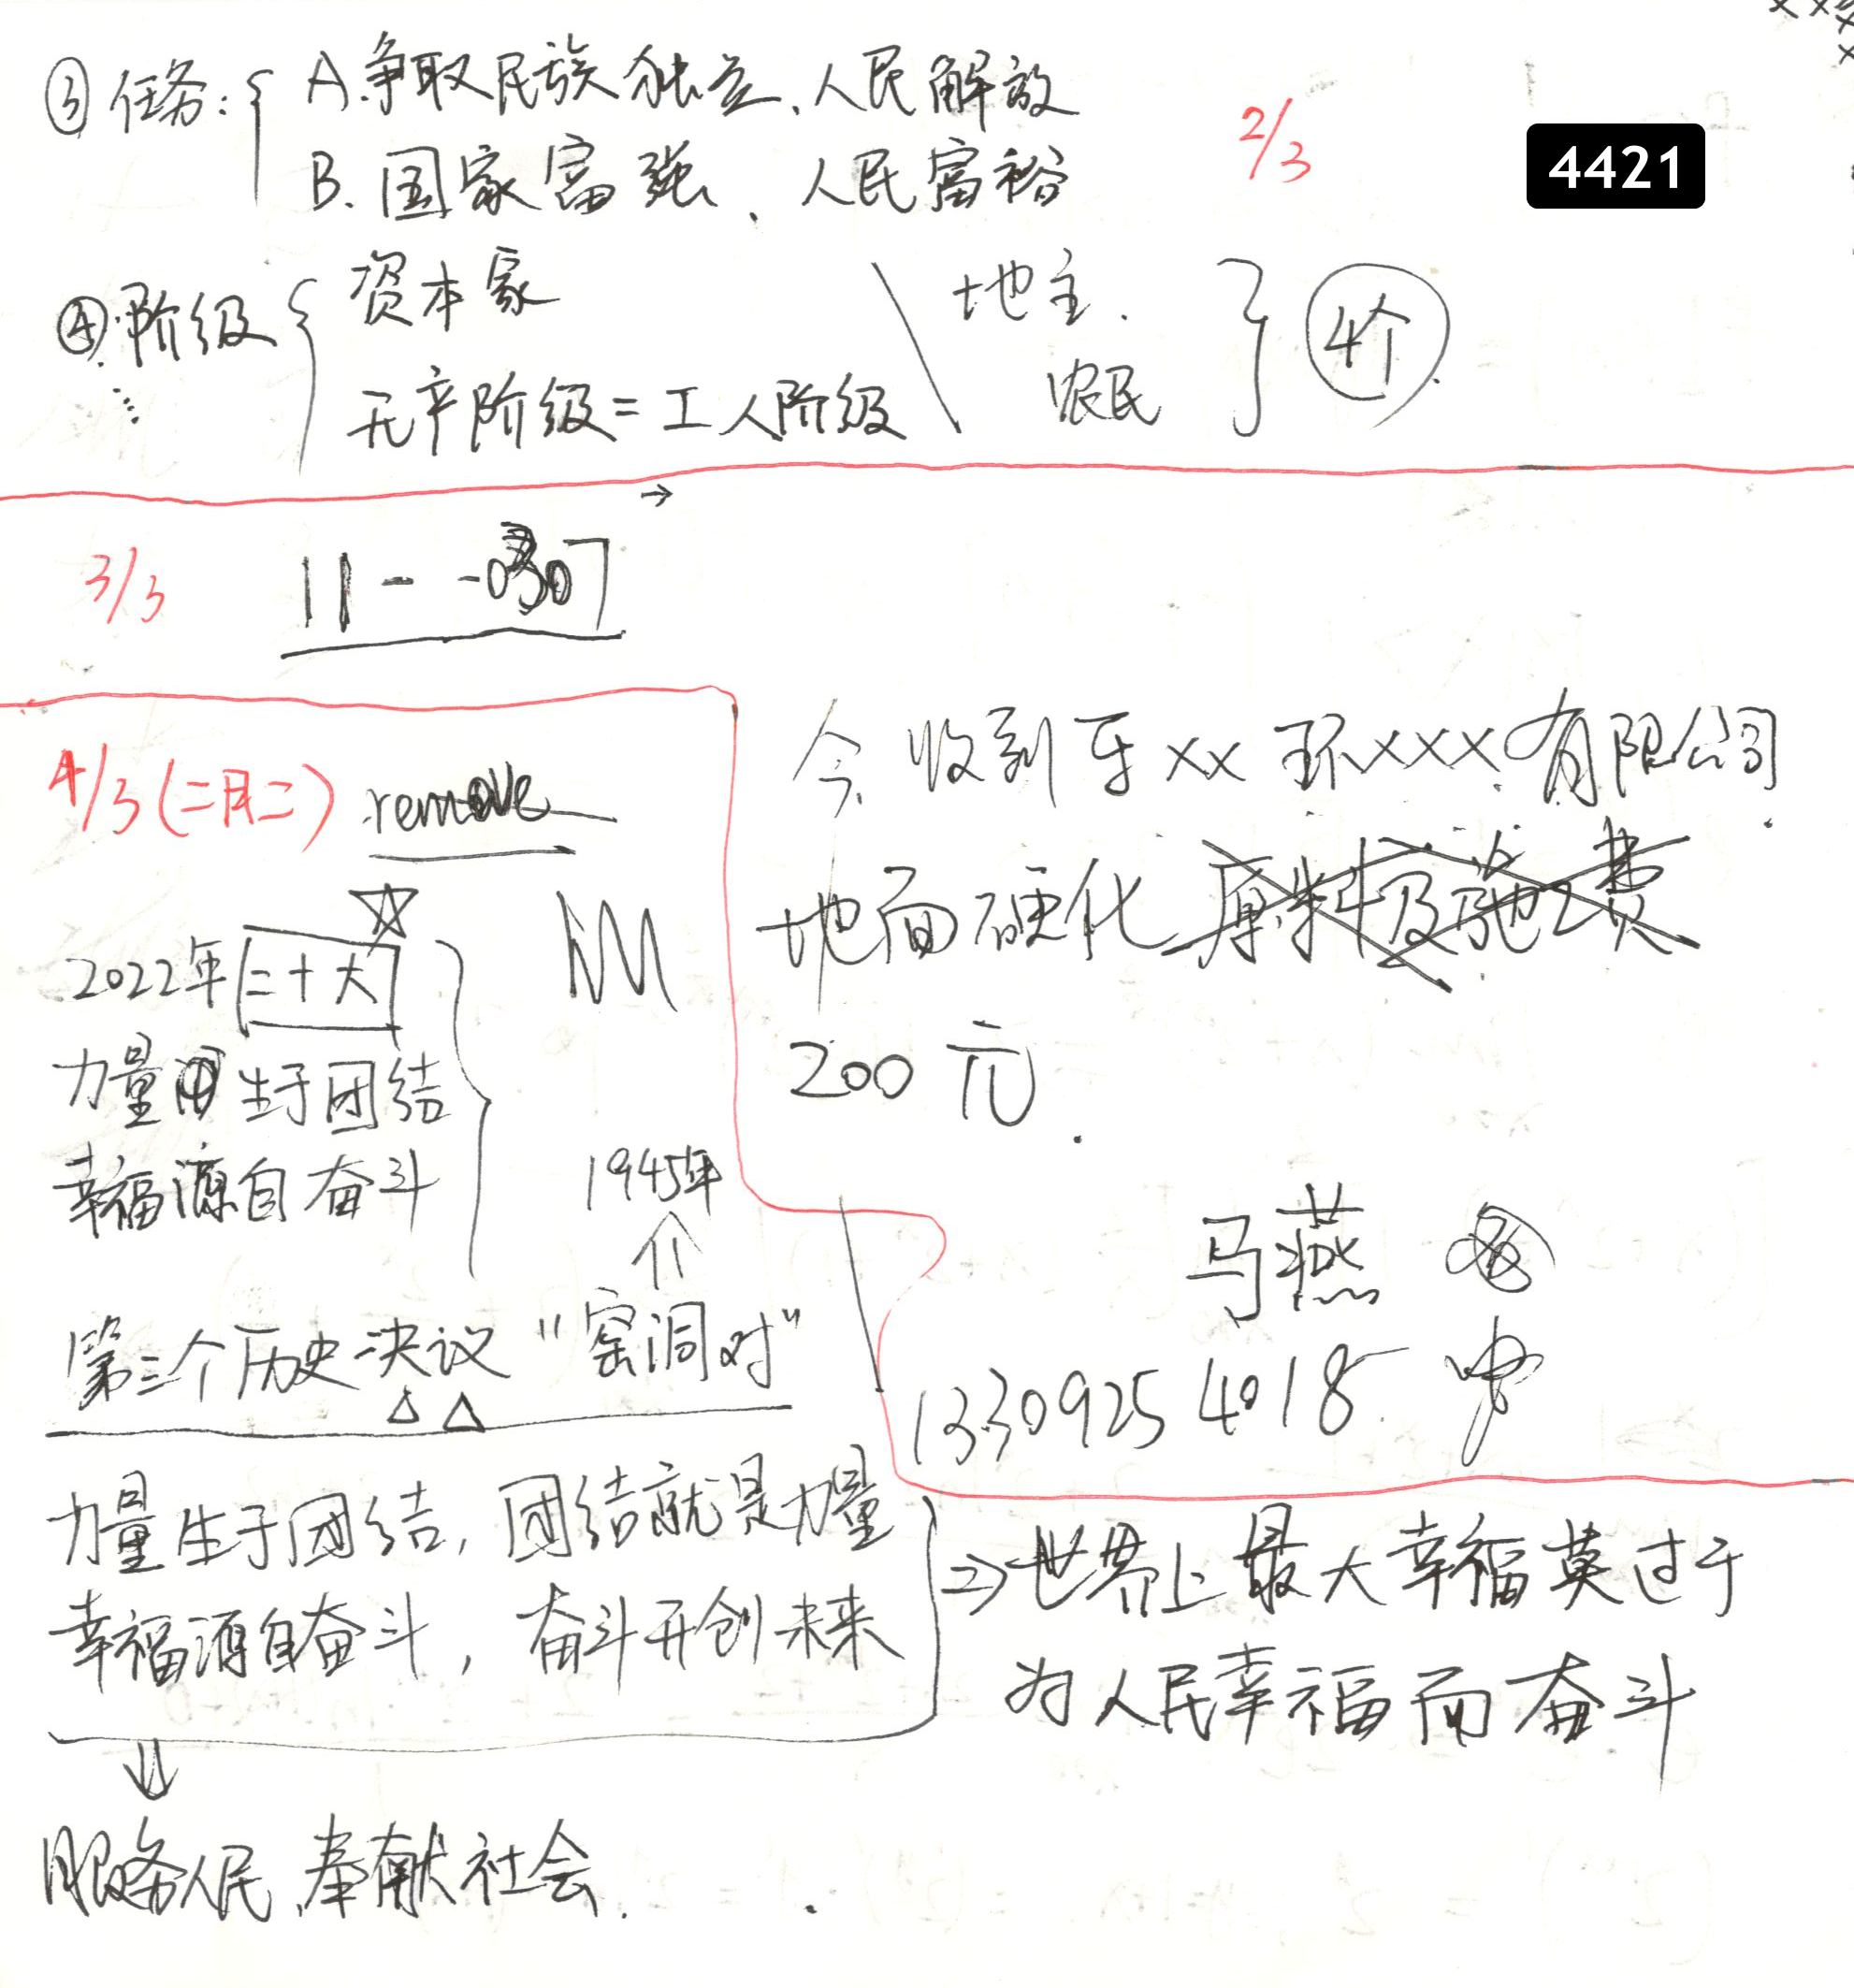 ③任务：{ A.争取民族独立、人民解放
B.国家富强、人民富裕
2/3
4421
④阶级 { 资本家 \ 地主.
无产阶级=工人阶级 农民 } 4个.
→
3/3
4/3(二月二) remove
2022年 二十大 ☆
力量生于团结
幸福源自奋斗
1945年
⇑
第三个历史决议 "窑洞对"
△ △
今收到 xx 环xxx有限公司
地面硬化 原料及施工费
200元.
马燕
1330925 4018
力量生于团结, 团结就是力量
幸福源自奋斗, 奋斗开创未来
⇒世界上最大幸福莫过于
为人民幸福而奋斗
⇓
服务人民、奉献社会.